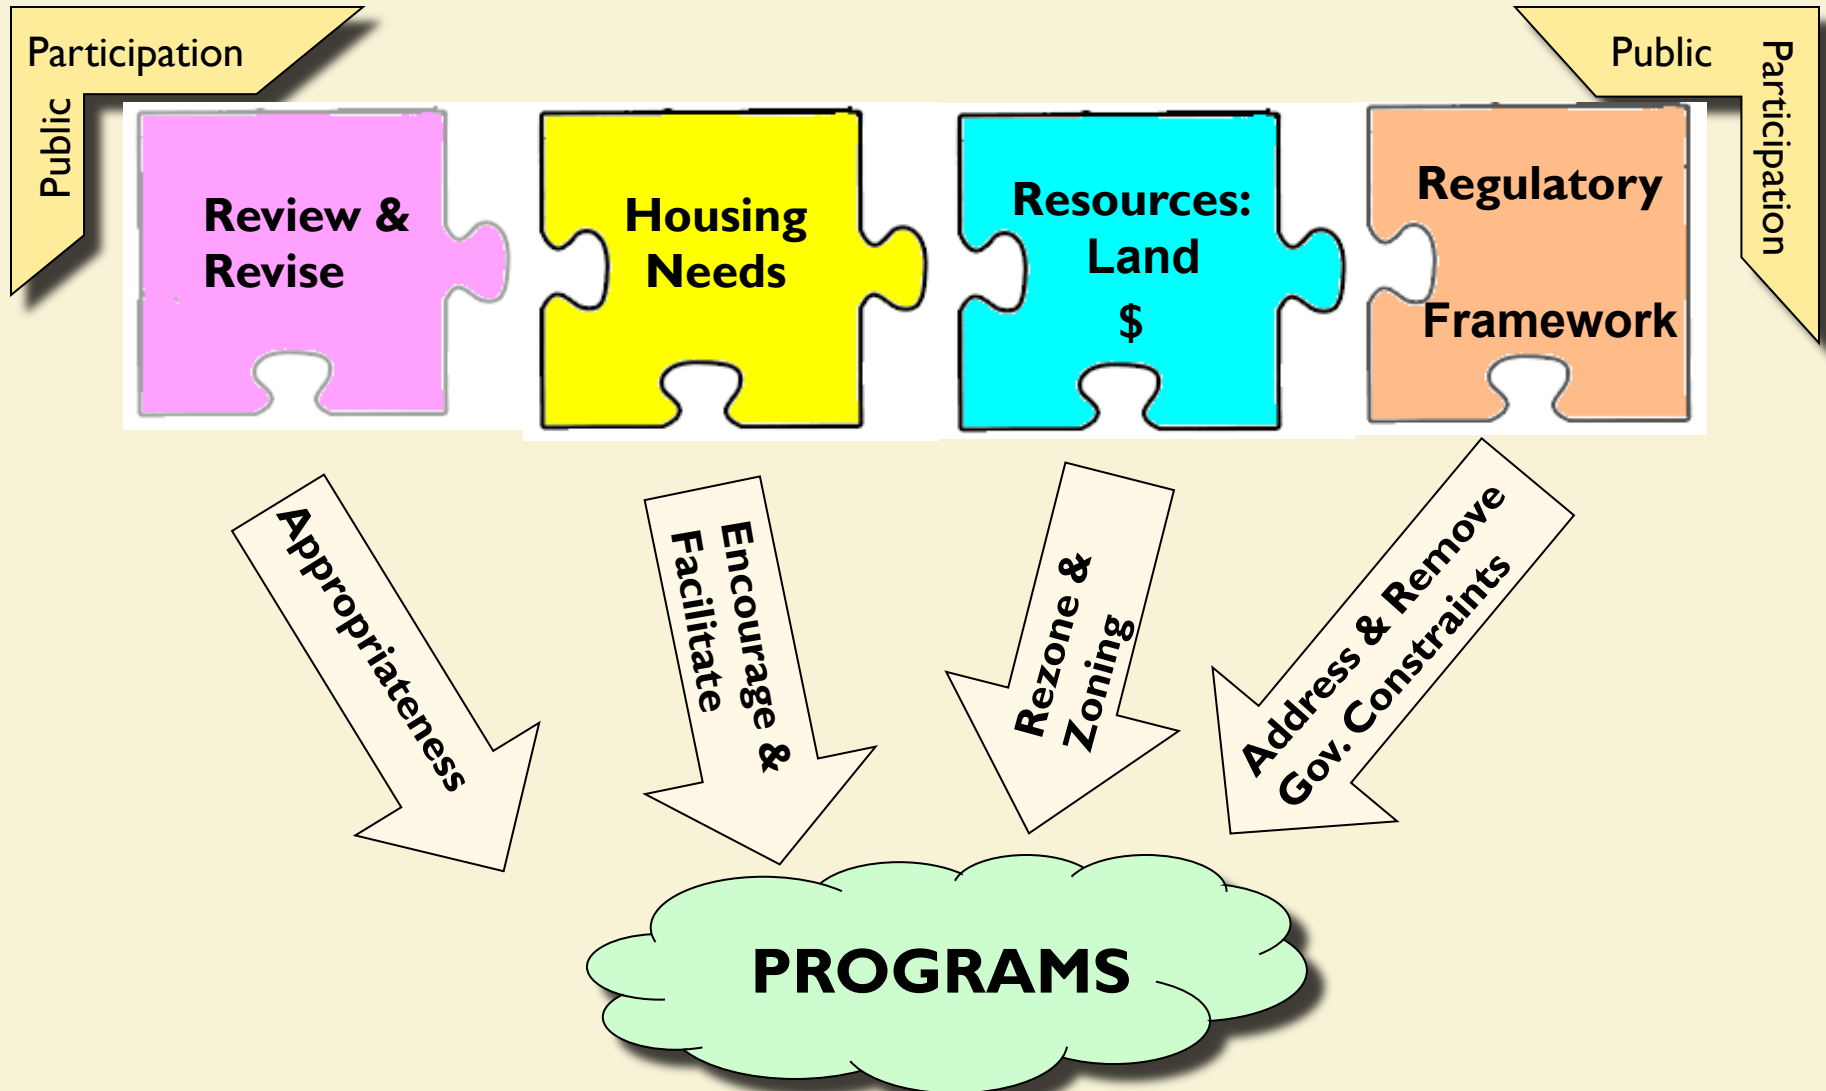 Participation
Public
Public
Participation
Review &
Revise
Housing
Needs
Resources:
Land
$
Regulatory
Framework
Appropriateness
Encourage &
Facilitate
Rezone &
Zoning
Address & Remove
Gov. Constraints
PROGRAMS